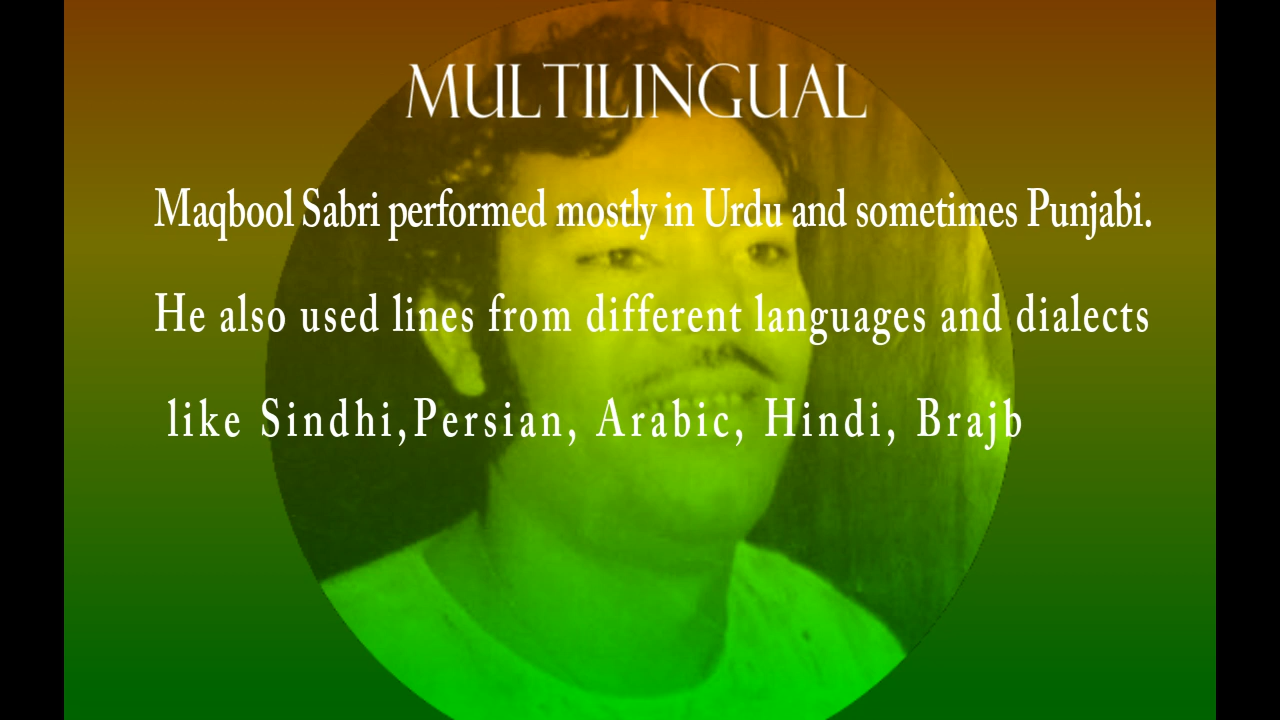 MULTILINGUAL
Maqbool Sabri performed mostly in Urdu and sometimes Punjabi.
He also used lines from different languages and dialects
like Sindhi,Persian, Arabic, Hindi, Brajb